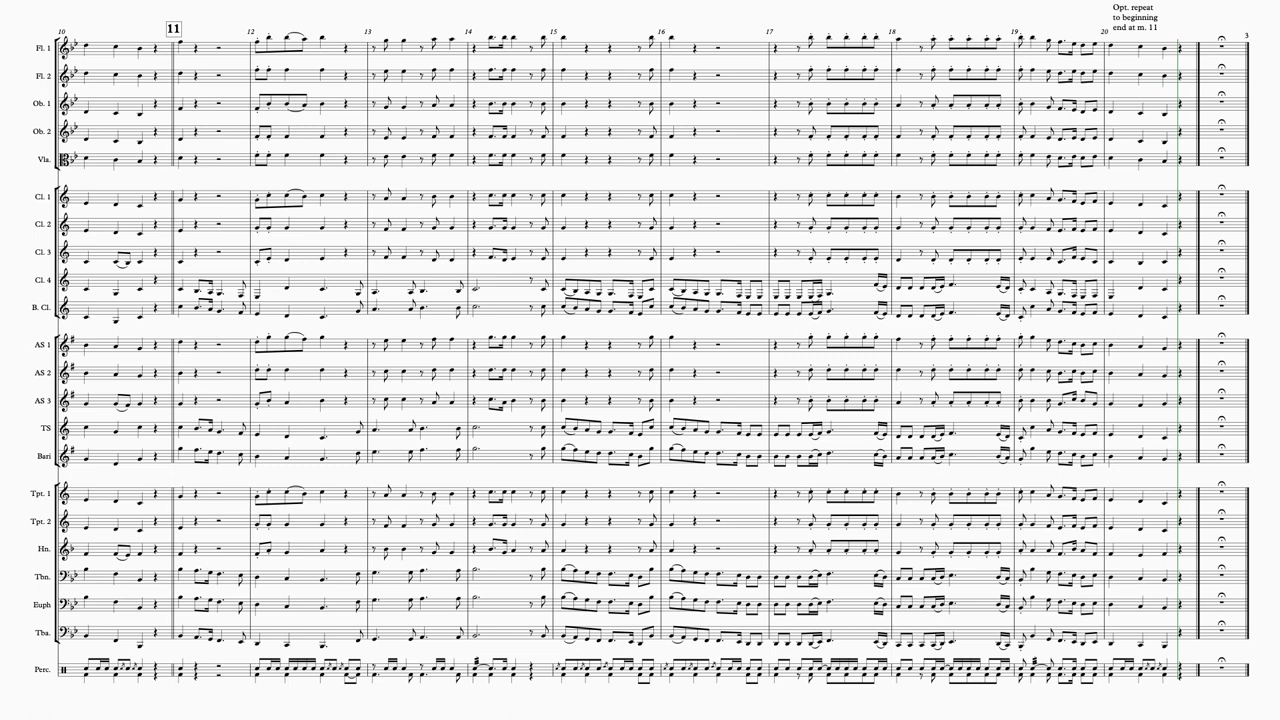 Opt. repeat
to beginning
end at m. 11
10
11
12
13
14
15
16
17
18
19
20
3
Fl. 1
Fl. 2
Ob. 1
Ob. 2
Vla.
Cl. 1
Cl. 2
Cl. 3
Cl. 4
B. Cl.
AS 1
AS 2
AS 3
TS
Bari
Tpt. 1
Tpt. 2
Hn.
Tbn.
Euph
Tba.
Perc.